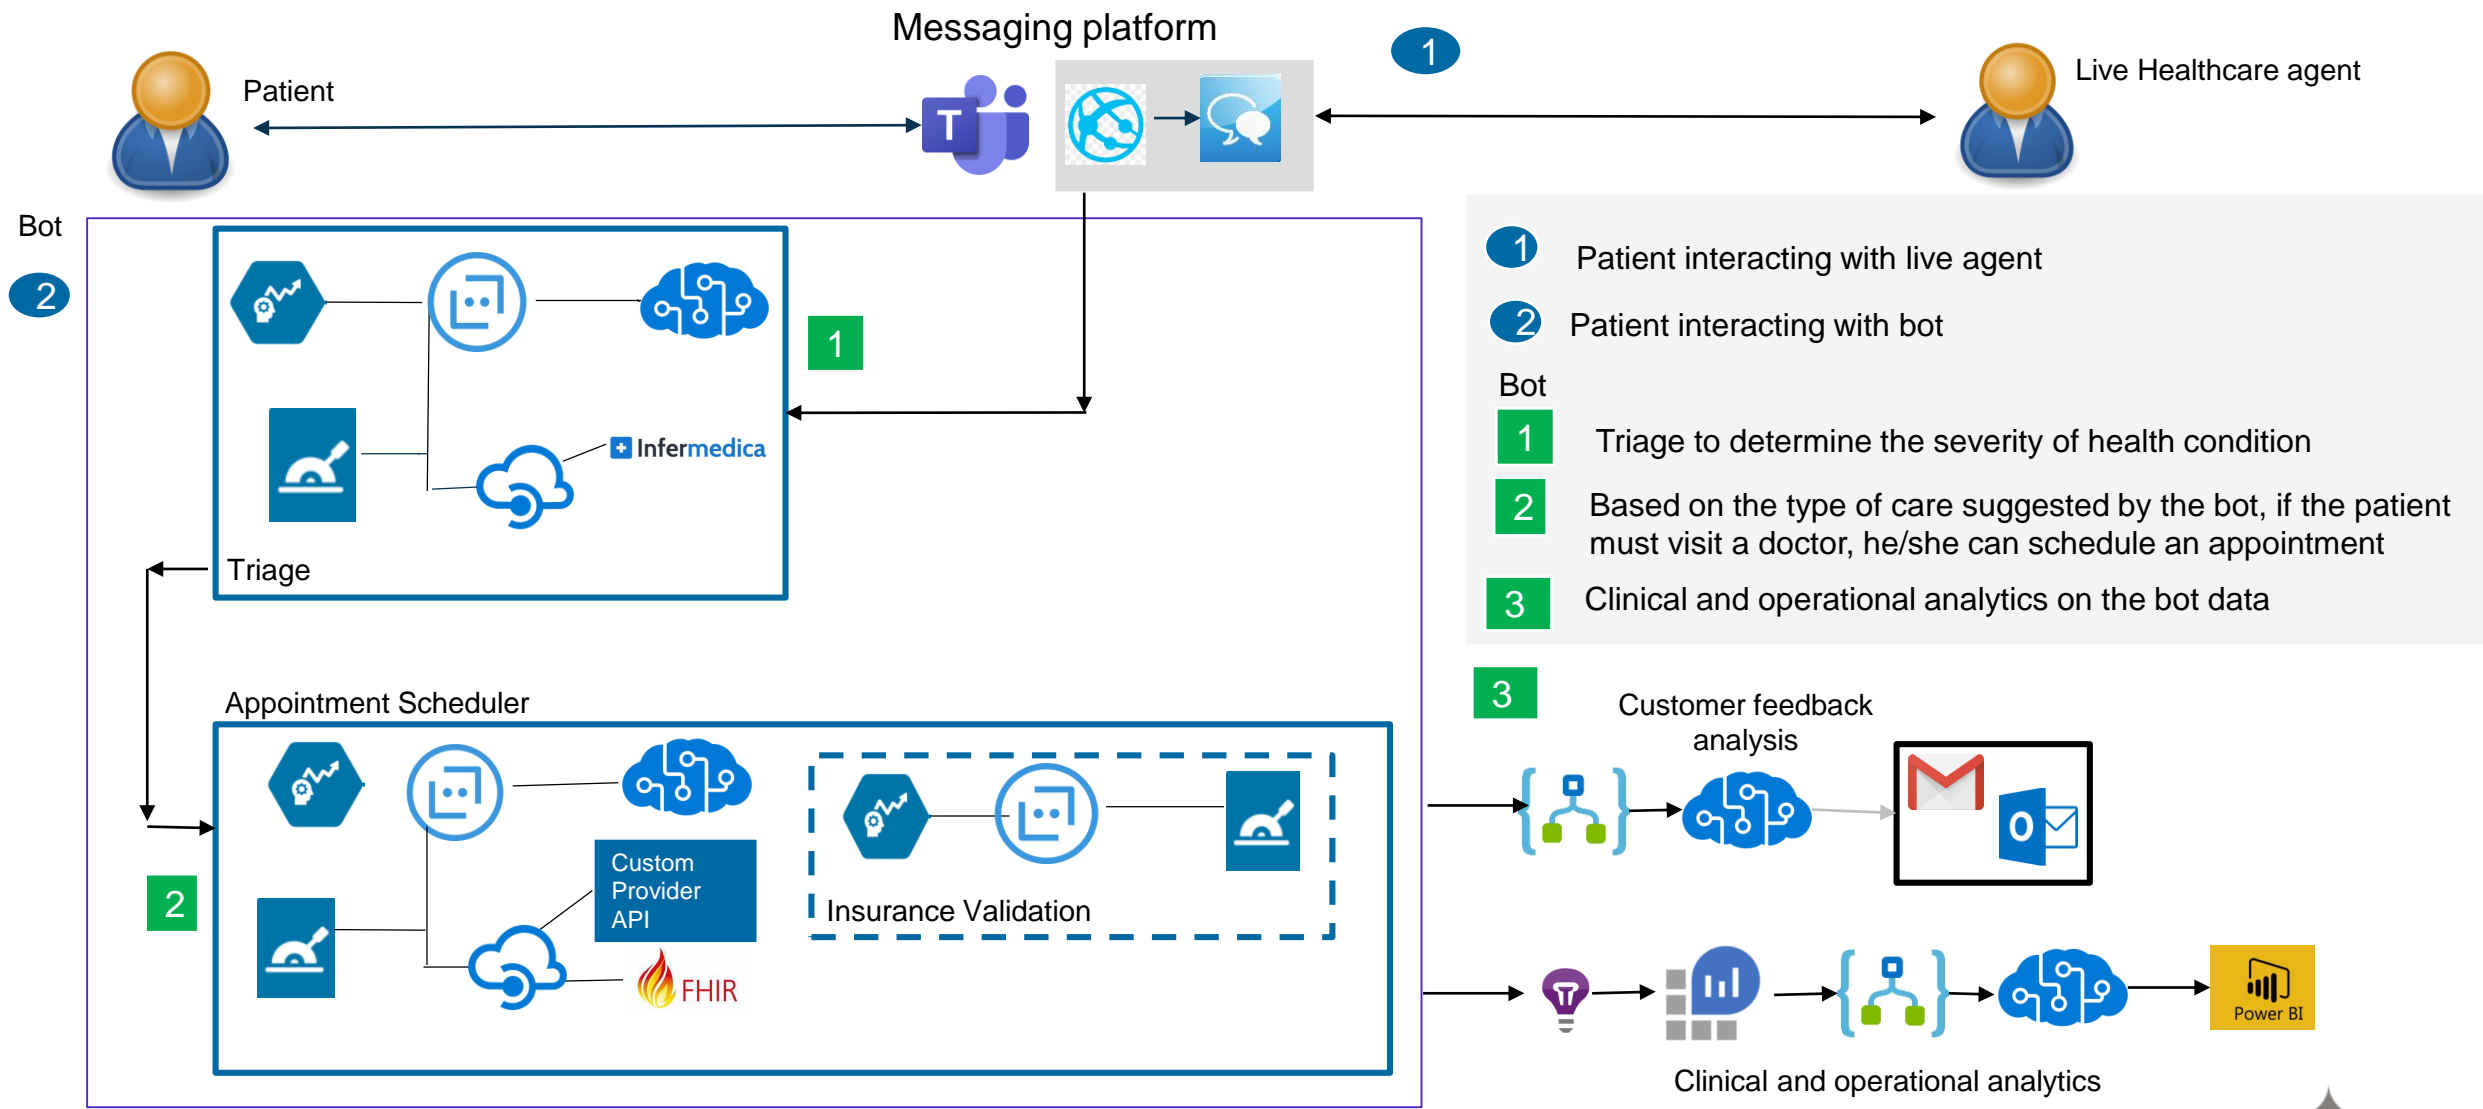 Messaging platform
1
Patient
T
Live Healthcare agent
Bot
2
1
Infermedica
Triage
1 Patient interacting with live agent
2 Patient interacting with bot
Bot
1 Triage to determine the severity of health condition
2 Based on the type of care suggested by the bot, if the patient
must visit a doctor, he/she can schedule an appointment
3 Clinical and operational analytics on the bot data
Appointment Scheduler
2
Custom
Provider
API
FHIR
Insurance Validation
3
Customer feedback
analysis
O
Power BI
Clinical and operational analytics